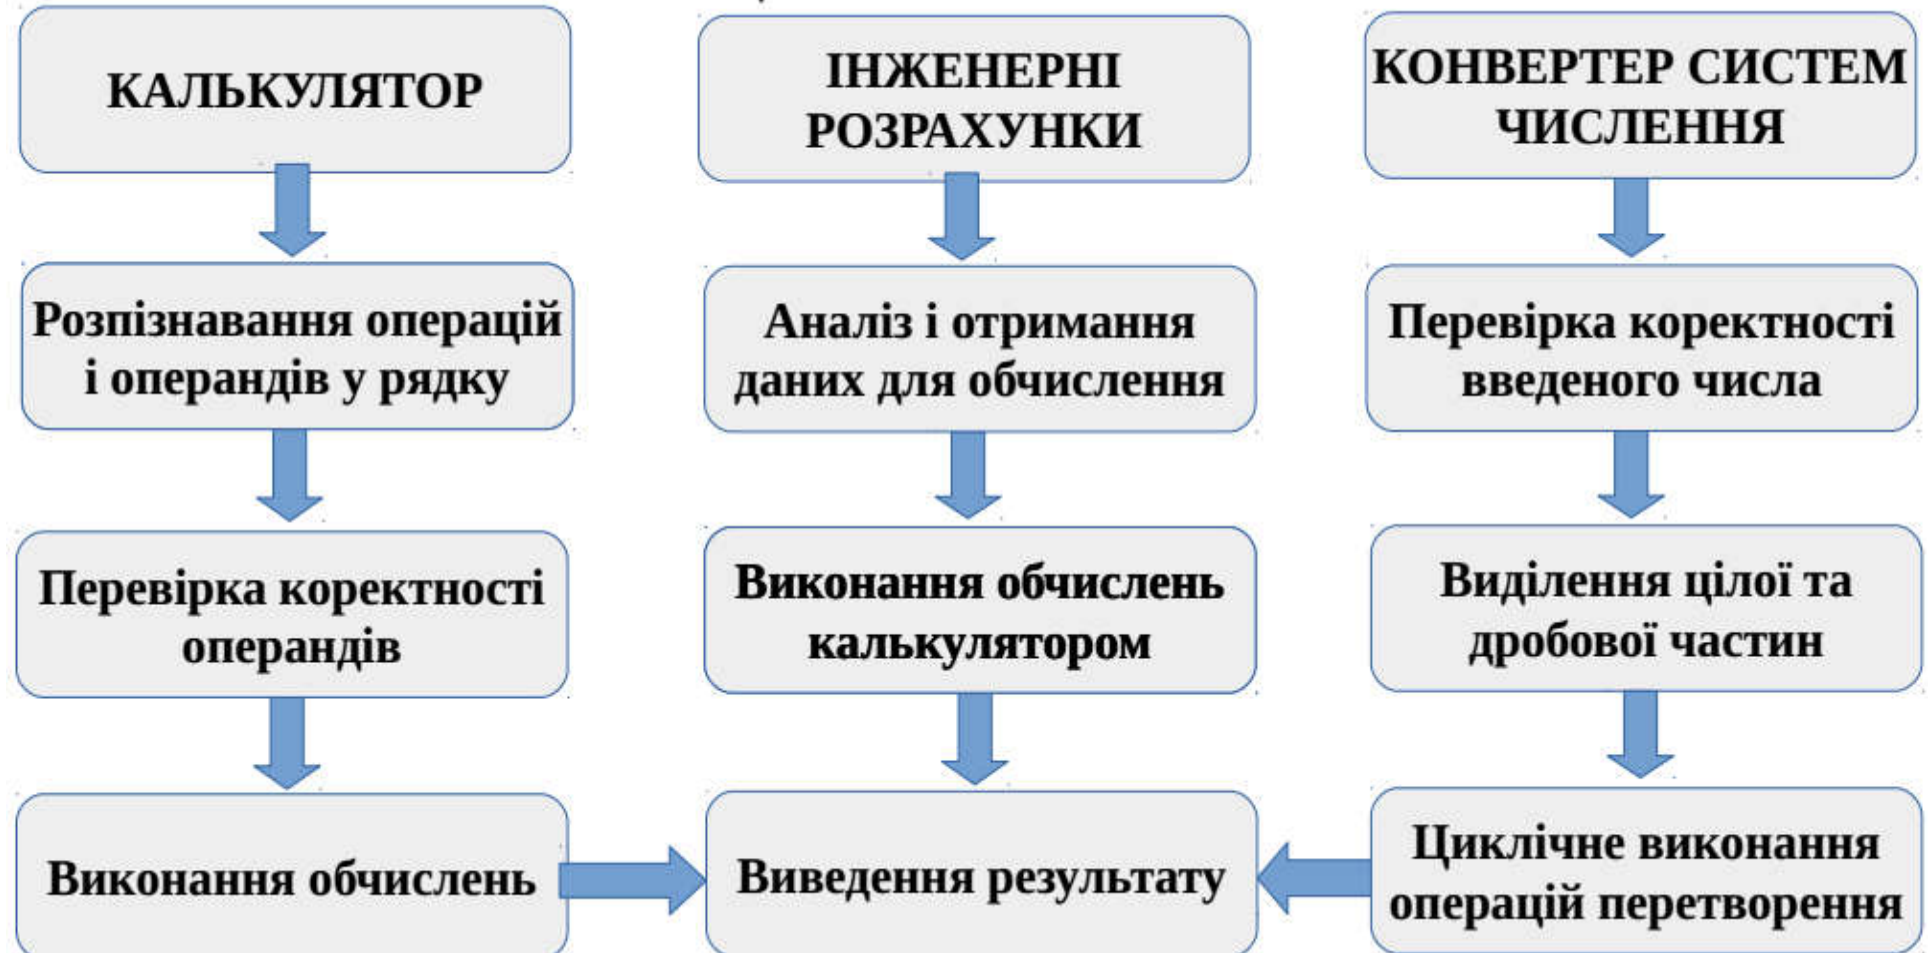 КАЛЬКУЛЯТОР
ІНЖЕНЕРНІ
РОЗРАХУНКИ
КОНВЕРТЕР СИСТЕМ
ЧИСЛЕННЯ
Розпізнавання операцій
і операндів у рядку
Аналіз і отримання
даних для обчислення
Перевірка коректності
введеного числа
Перевірка коректності
операндів
Виконання обчислень
калькулятором
Виділення цілої та
дробової частин
Виконання обчислень
Виведення результату
Циклічне виконання
операцій перетворення